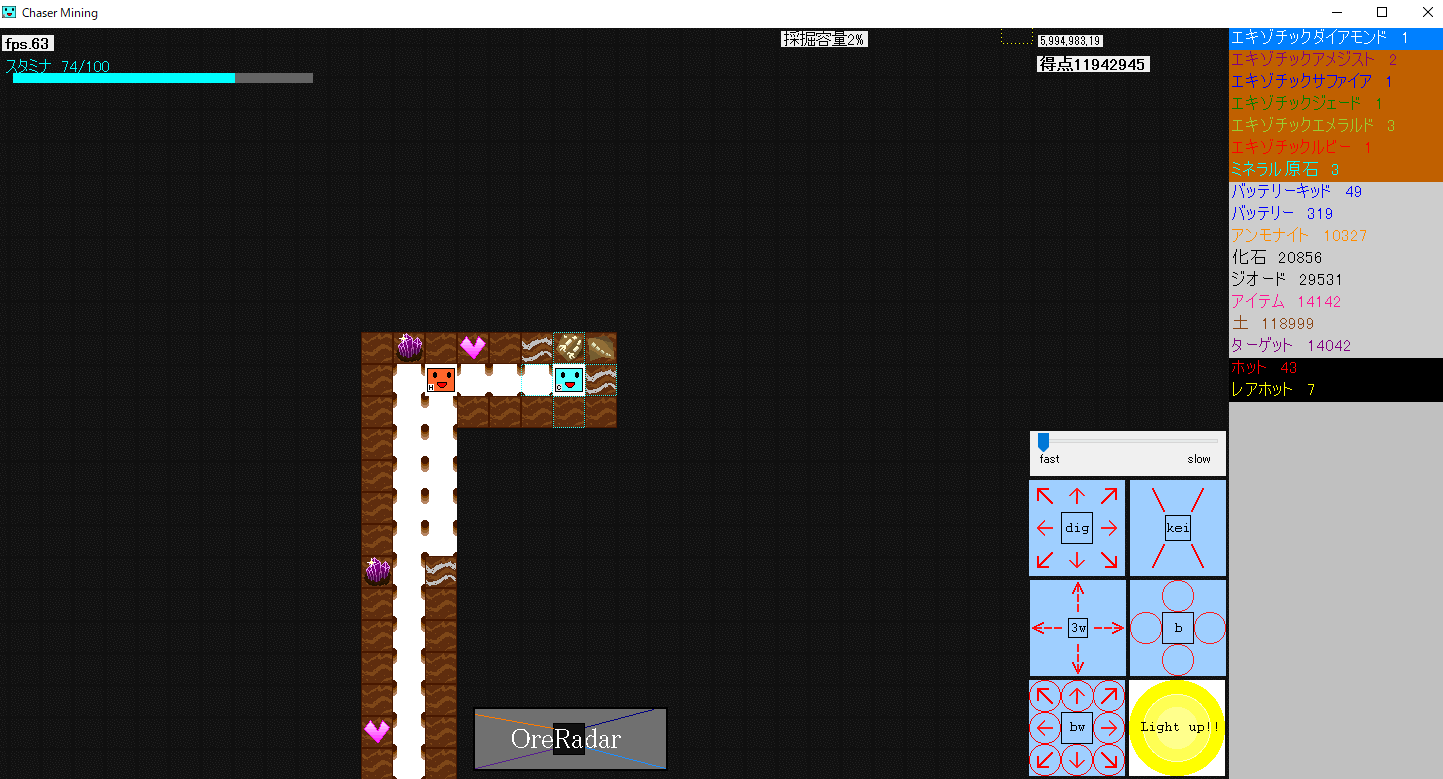 Chaser Mining
fps.63
スタミナ 74/100
採掘容量2%
5,994,983,19
得点11942945
エキゾチックダイアモンド 1
エキゾチックアメジスト 2
エキゾチックサファイア 1
エキゾチックジェード 1
エキゾチックエメラルド 3
エキゾチックルビー 1
ミネラル原石 3
バッテリーキッド 49
バッテリー 319
アンモナイト 10327
化石 20856
ジオード 29531
アイテム 14142
土 118999
ターゲット 14042
ホット 43
レアホット 7
H
C
fast slow
dig
kei
3w
b
bw
Light up!!
OreRadar